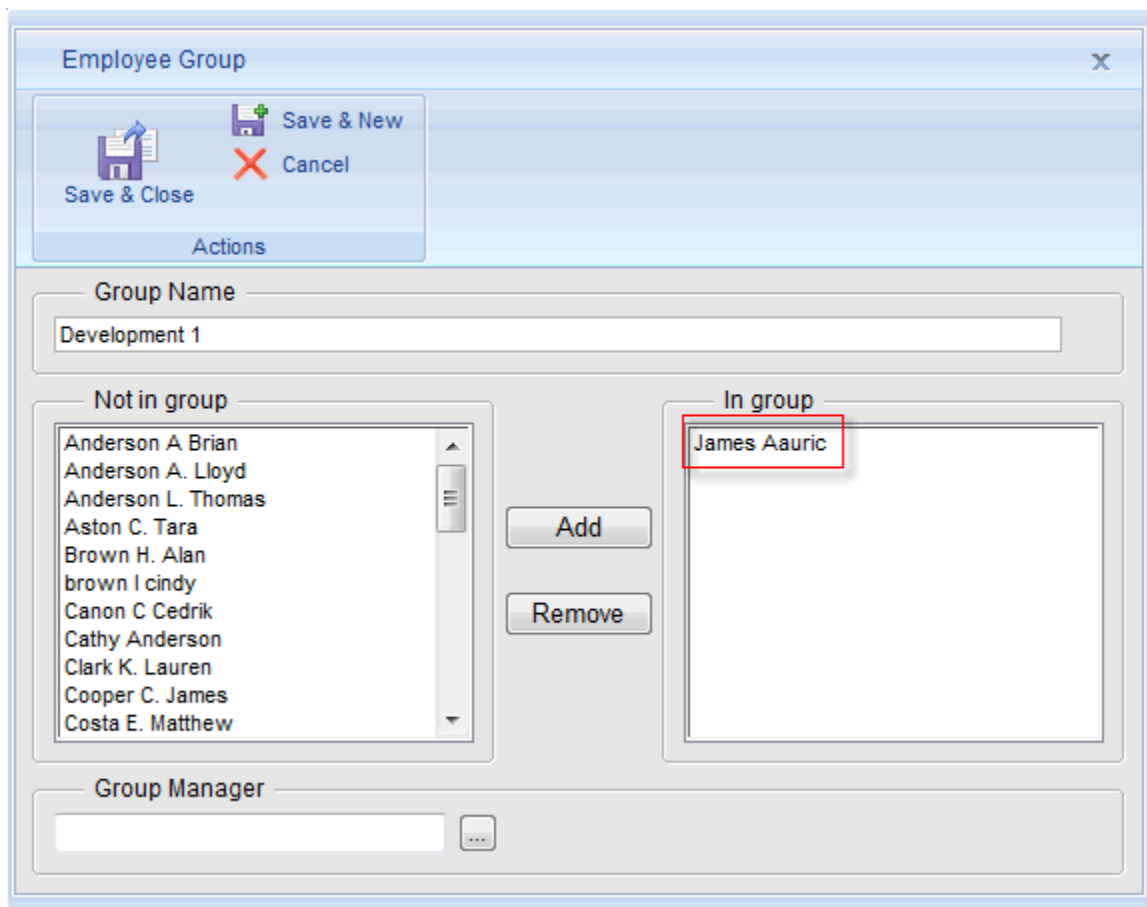 Employee Group
x
Save & New
Cancel
Save & Close
Actions
Group Name
Development 1
Not in group
Anderson A Brian
Anderson A. Lloyd
Anderson L. Thomas
Aston C. Tara
Brown H. Alan
brown l cindy
Canon C Cedrik
Cathy Anderson
Clark K. Lauren
Cooper C. James
Costa E. Matthew
Add
Remove
In group
James Aauric
Group Manager
...